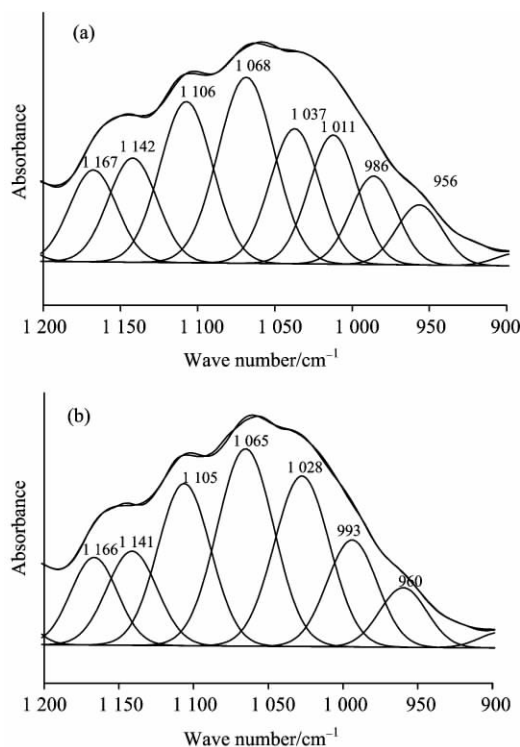 (a)
1 068
1 106
1 037
1 011
1 142
1 167
986
956
Absorbance
1 200 1 150 1 100 1 050 1 000 950 900
Wave number/cm⁻¹
(b)
1 065
1 028
1 105
993
1 166
1 141
960
Absorbance
1 200 1 150 1 100 1 050 1 000 950 900
Wave number/cm⁻¹